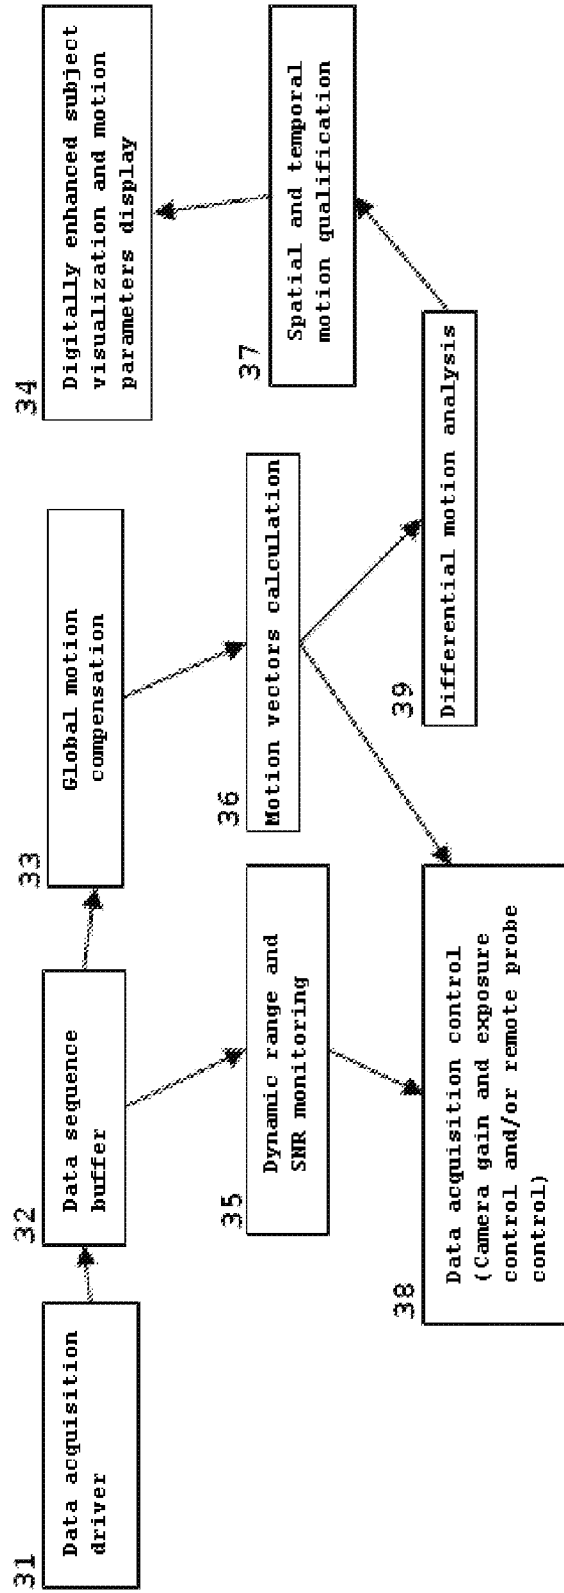 31
Data acquisition
driver
32
Data sequence
buffer
33
Global motion
compensation
34
Digitally enhanced subject
visualization and motion
parameters display
35
Dynamic range and
SNR monitoring
36
Motion vectors calculation
37
Spatial and temporal
motion qualification
38
Data acquisition control
(Camera gain and exposure
control and/or remote probe
control)
39
Differential motion analysis